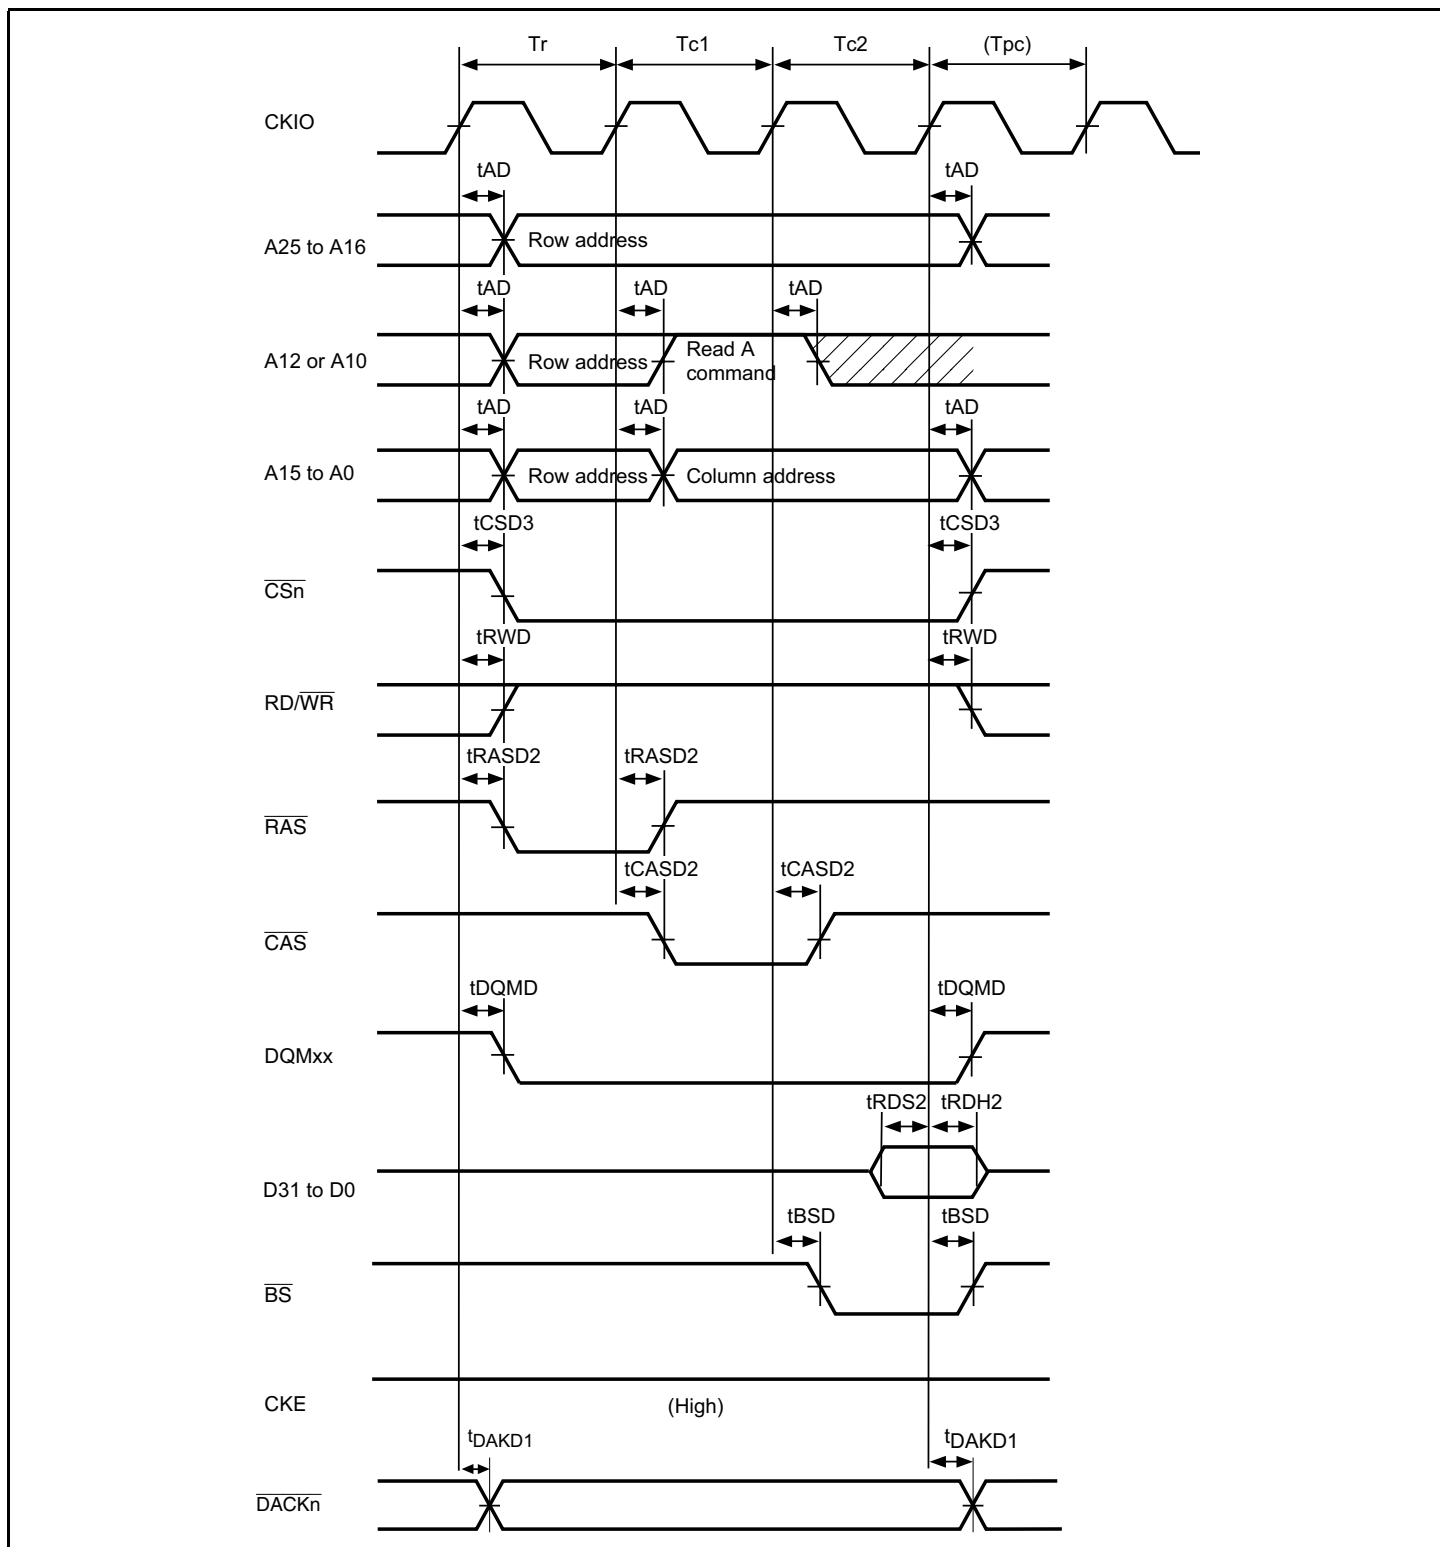 Tr Tc1 Tc2 (Tpc)
CKIO
tAD tAD
A25 to A16 Row address
tAD tAD tAD
A12 or A10 Row address Read A command
tAD tAD tAD
A15 to A0 Row address Column address
tCSD3 tCSD3
CSn
tRWD tRWD
RD/WR
tRASD2 tRASD2
RAS
tCASD2 tCASD2
CAS
tDQMD tDQMD
DQMxx
tRDS2 tRDH2
D31 to D0
tBSD tBSD
BS
CKE (High)
tDAKD1 tDAKD1
DACKn